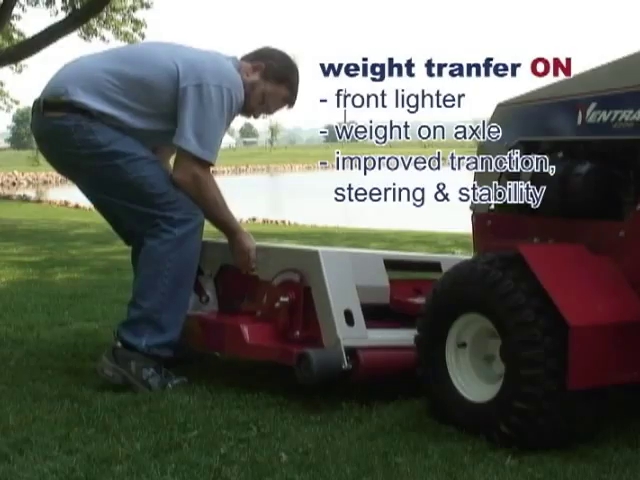 weight tranfer ON
- front lighter
- weight on axle
- improved tranction,
steering & stability
VENTRA